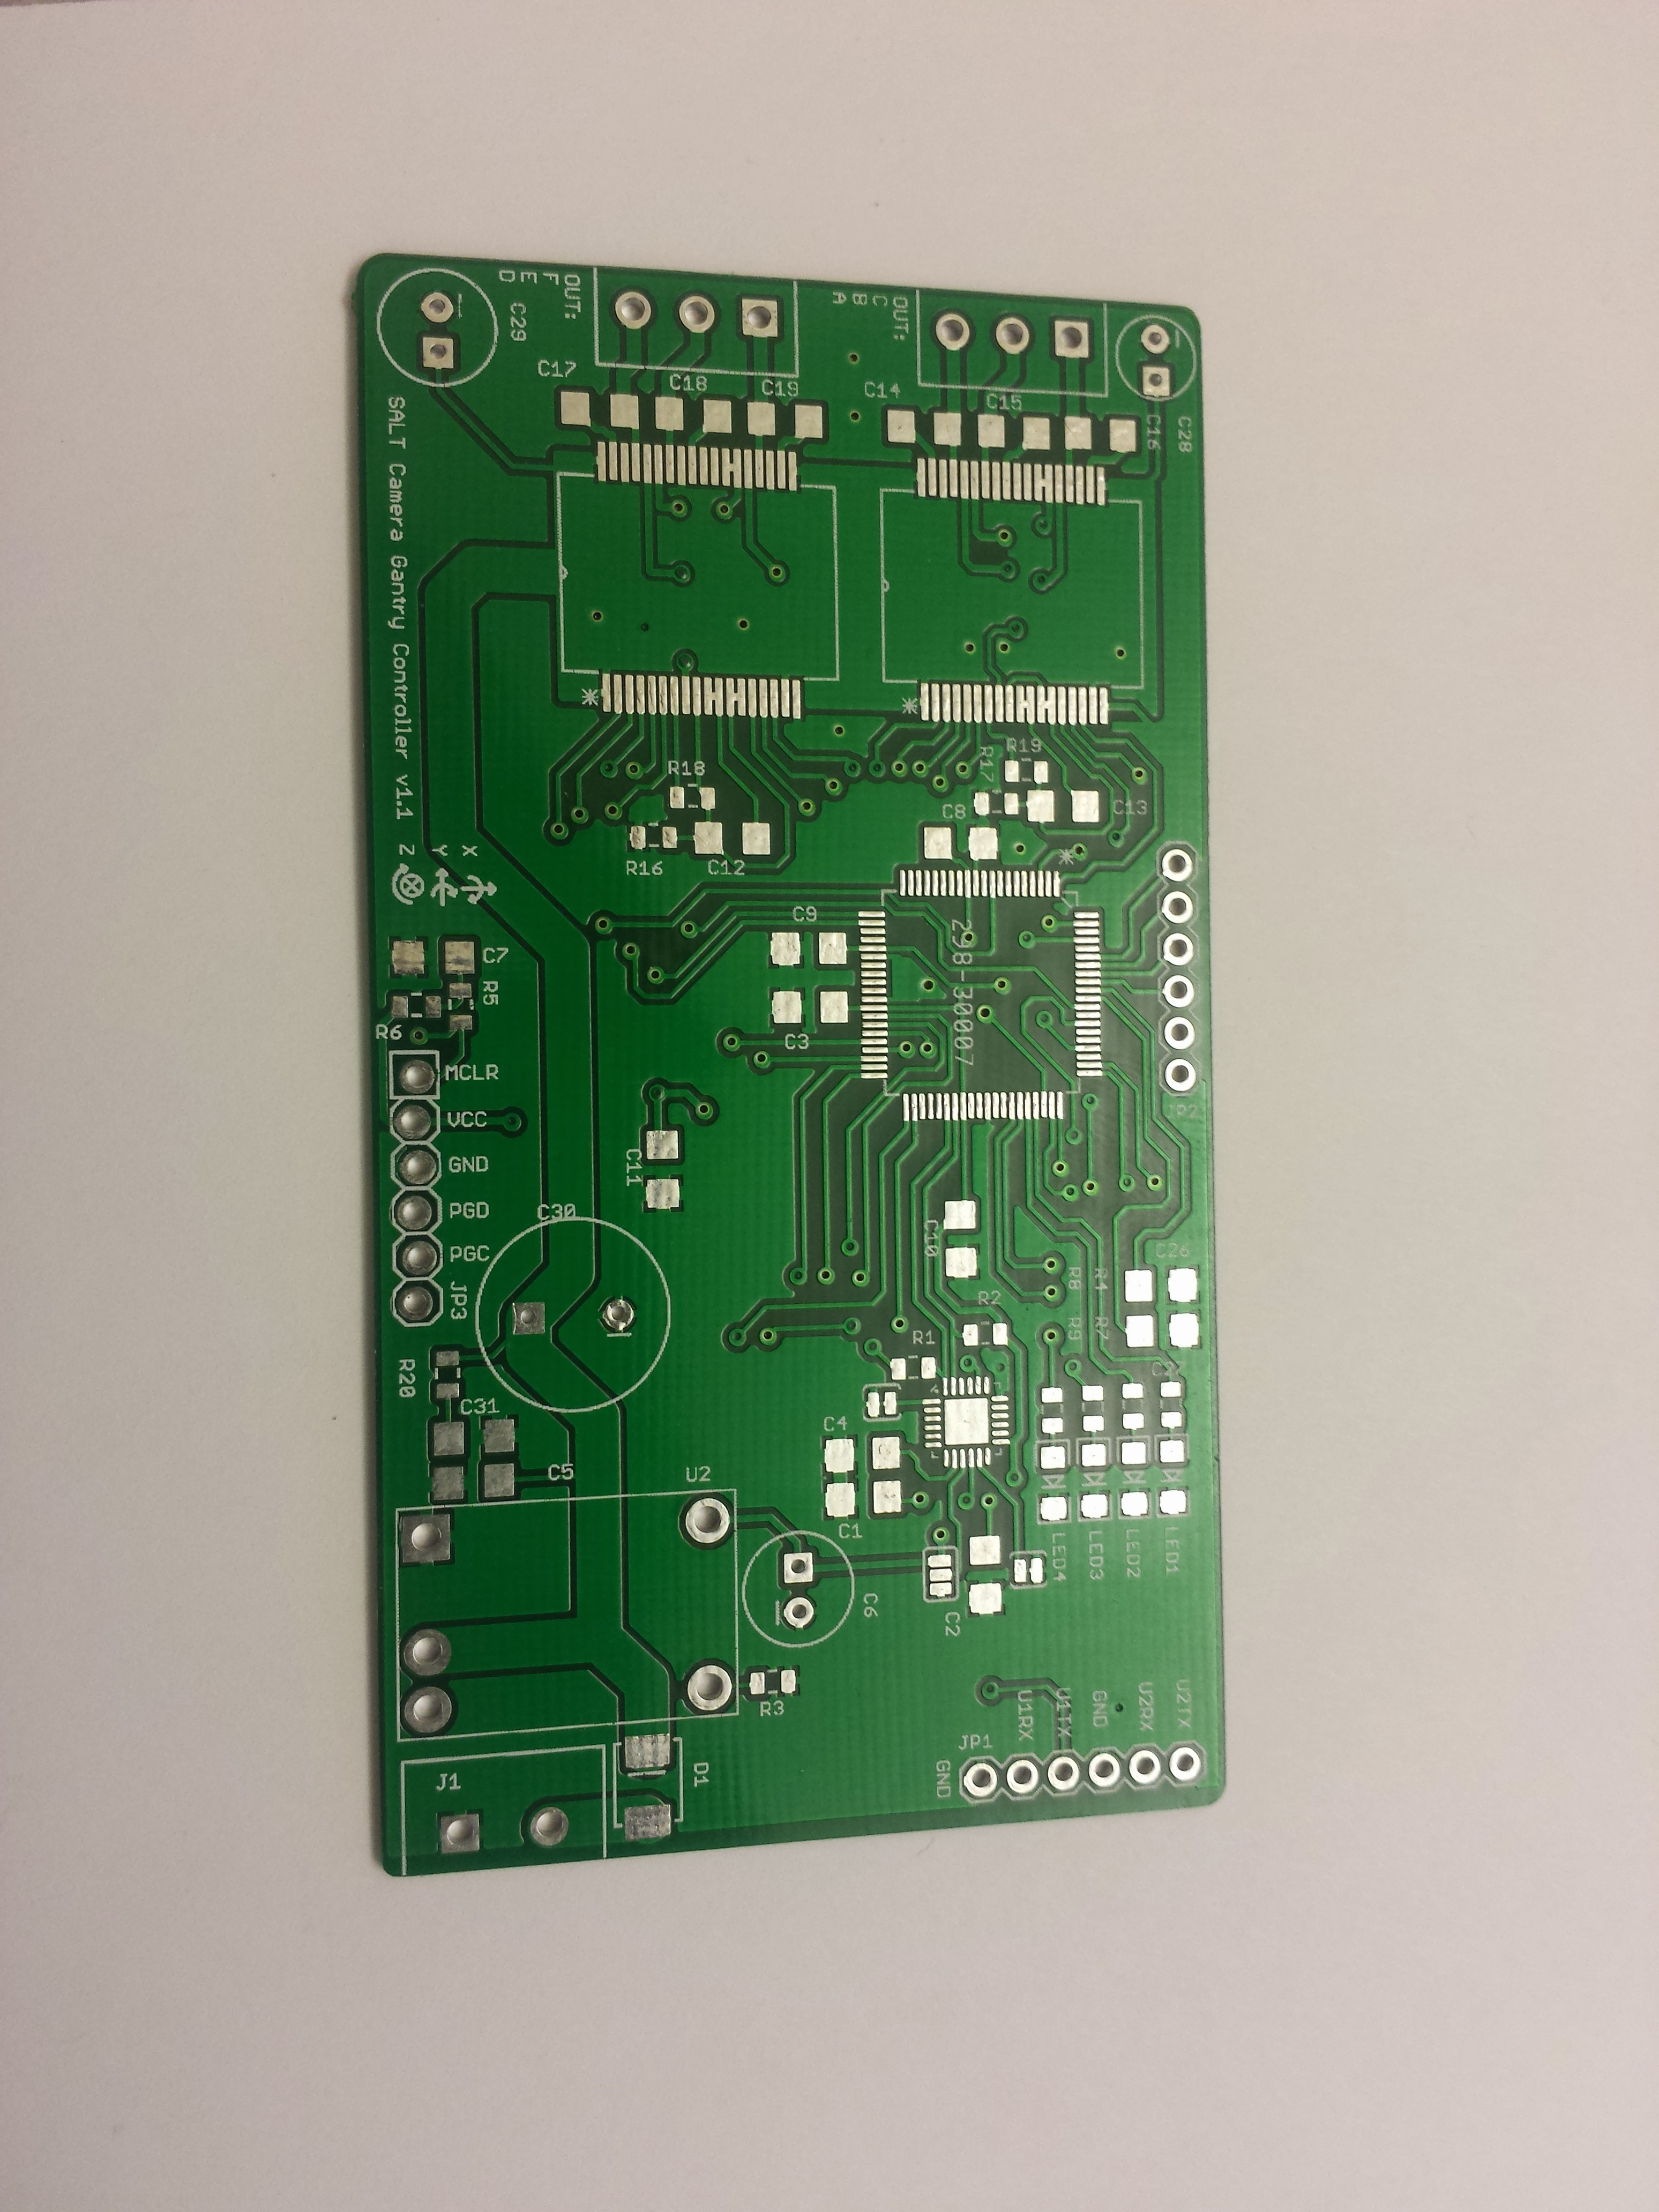 C29
OUT:
F
E
D
OUT:
C
B
A
C28
C17
C18
C19
C14
C15
C16
SALT Camera Gantry Controller v1.1
R18
R16
C12
R19
R17
C13
C8
X
Y
Z
C9
298-30007
C3
C7
R5
R6
MCLR
VCC
GND
PGD
PGC
JP3
JP2
C11
C30
C10
C26
R4
R8
R7
R9
R2
R1
R20
C31
C5
C4
C1
U2
C6
C2
LED4
LED3
LED2
LED1
R3
D1
J1
JP1
GND
U1RX
U1TX
GND
U2RX
U2TX